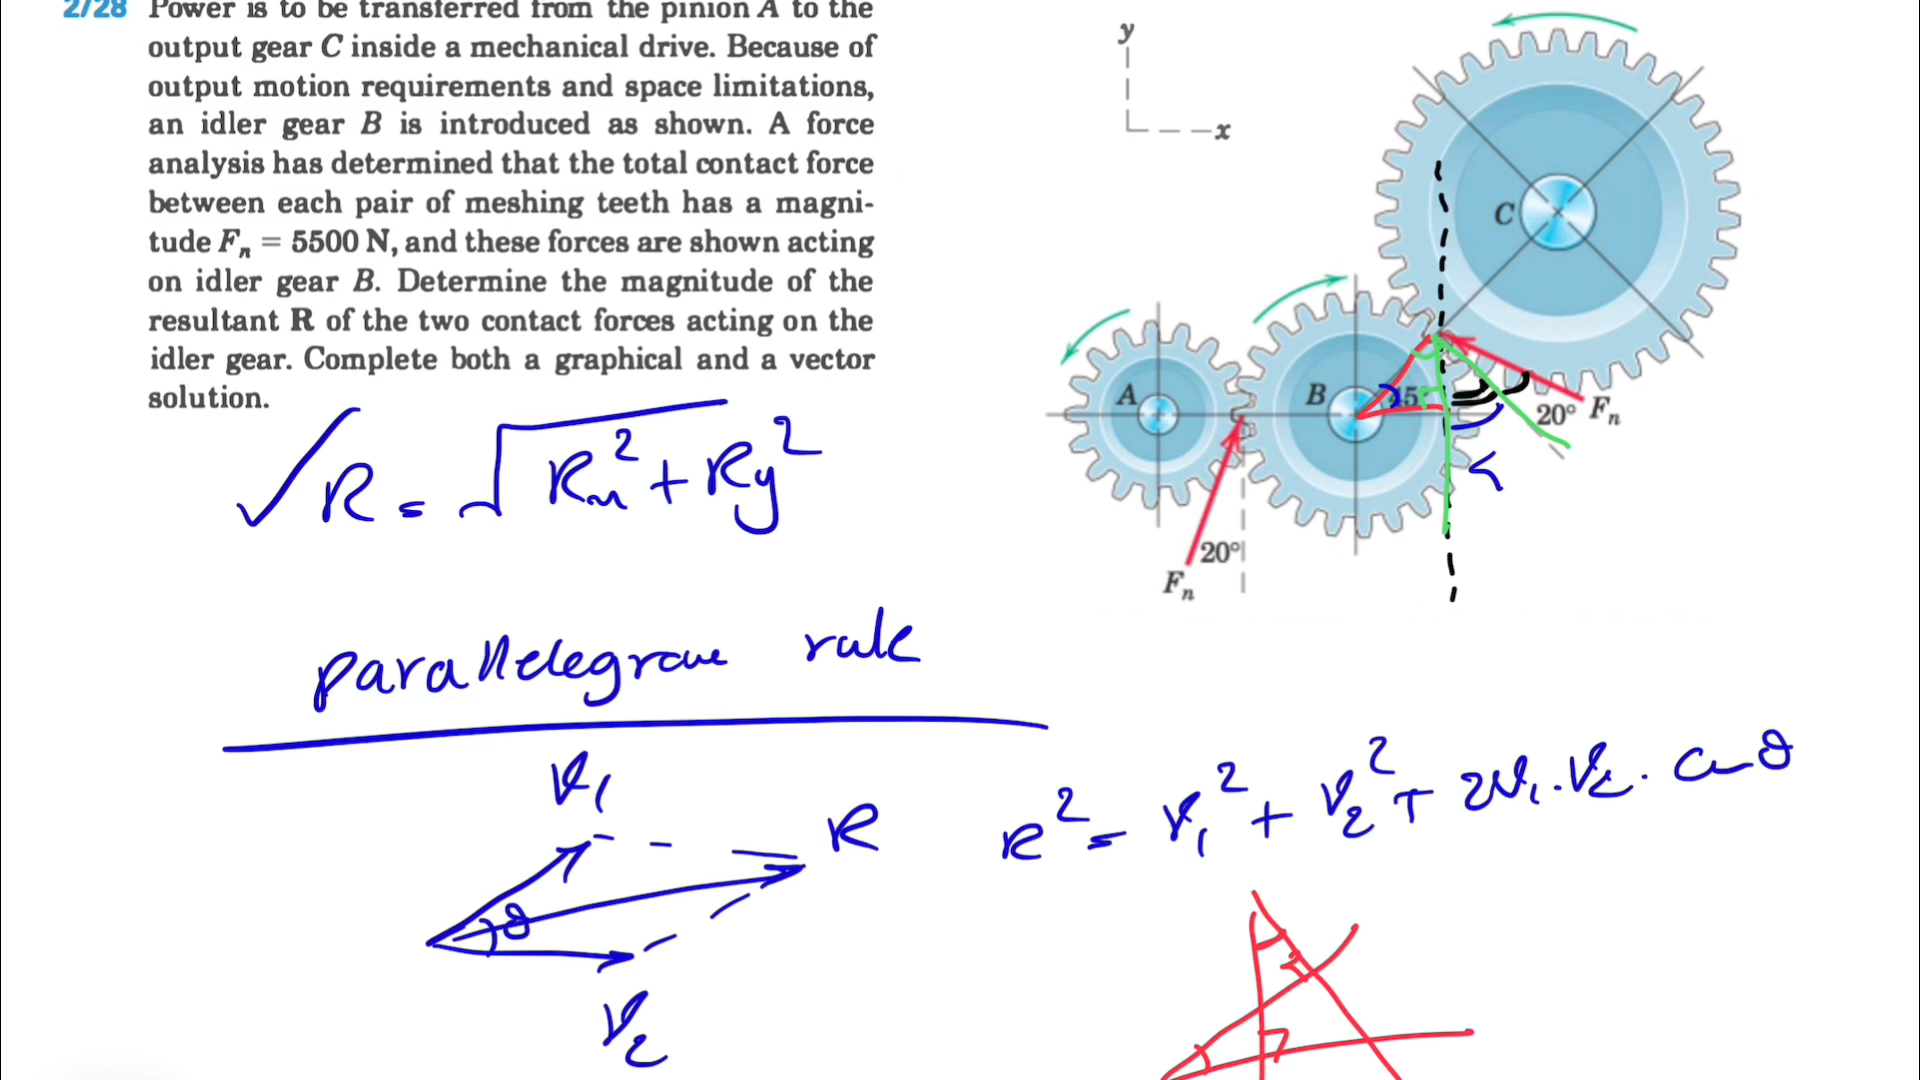 2/28 Power is to be transferred from the pinion A to the
output gear C inside a mechanical drive. Because of
output motion requirements and space limitations,
an idler gear B is introduced as shown. A force
analysis has determined that the total contact force
between each pair of meshing teeth has a magni-
tude Fₙ = 5500 N, and these forces are shown acting
on idler gear B. Determine the magnitude of the
resultant R of the two contact forces acting on the
idler gear. Complete both a graphical and a vector
solution.
y
x
C
A
B
45
20° Fₙ
20°
Fₙ
R = √Rx² + Ry²
parallelegram rule
V₁
R
θ
V₂
R² = V₁² + V₂² + 2V₁.V₂. cosθ